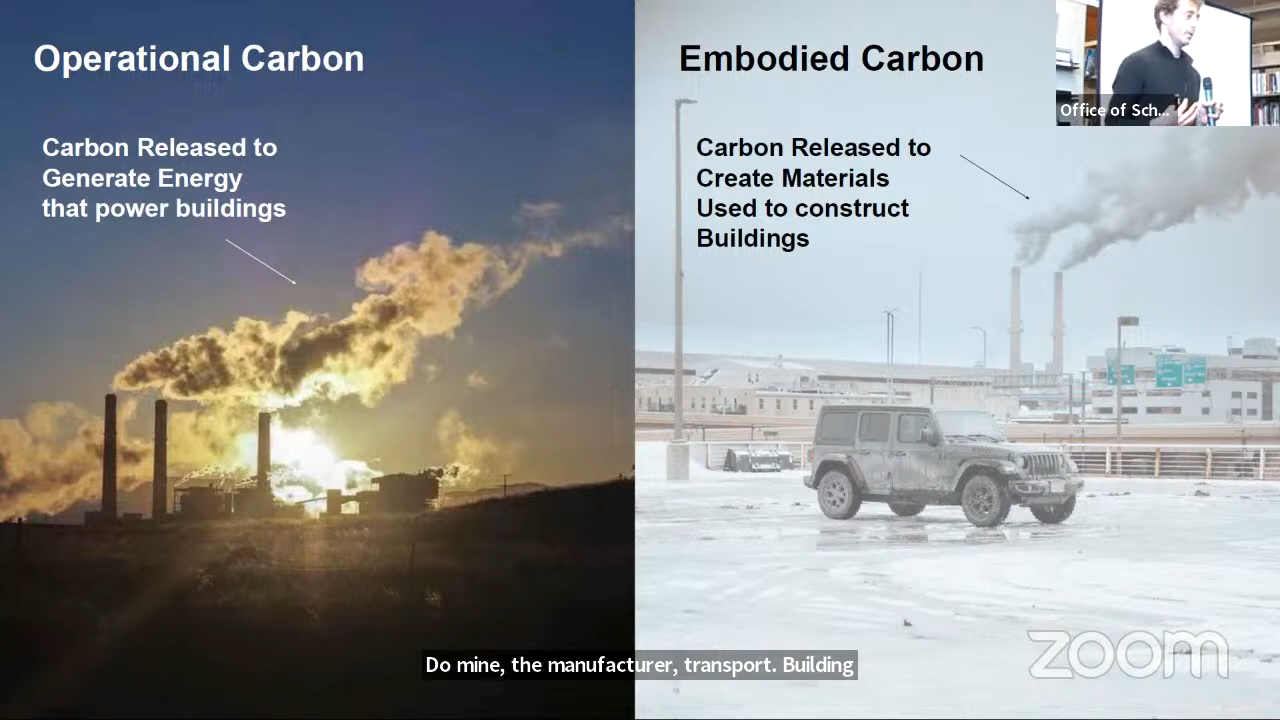 Operational Carbon
Carbon Released to
Generate Energy
that power buildings
Embodied Carbon
Carbon Released to
Create Materials
Used to construct
Buildings
Office of Sch...
Do mine, the manufacturer, transport. Building
zoom